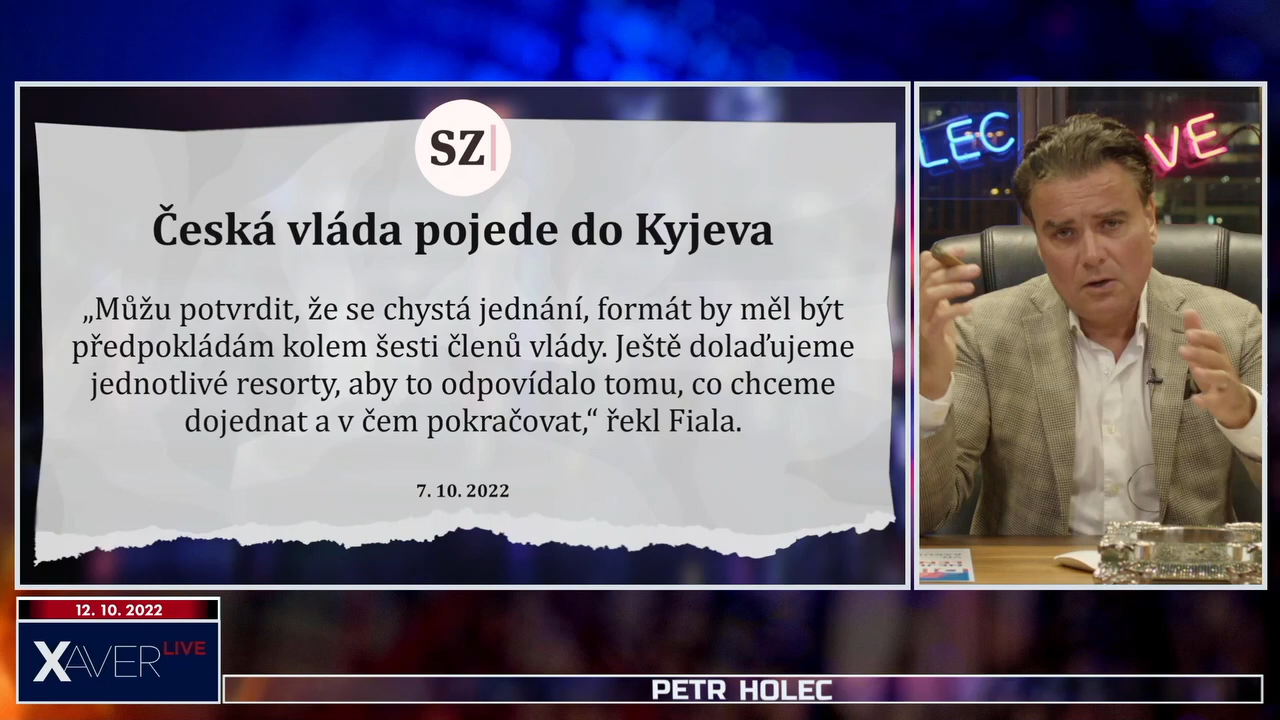 SZ
Česká vláda pojede do Kyjeva
„Můžu potvrdit, že se chystá jednání, formát by měl být
předpokládám kolem šesti členů vlády. Ještě dolaďujeme
jednotlivé resorty, aby to odpovídalo tomu, co chceme
dojednat a v čem pokračovat,“ řekl Fiala.
7. 10. 2022
LEC
VE
12. 10. 2022
XAVER LIVE
PETR HOLEC